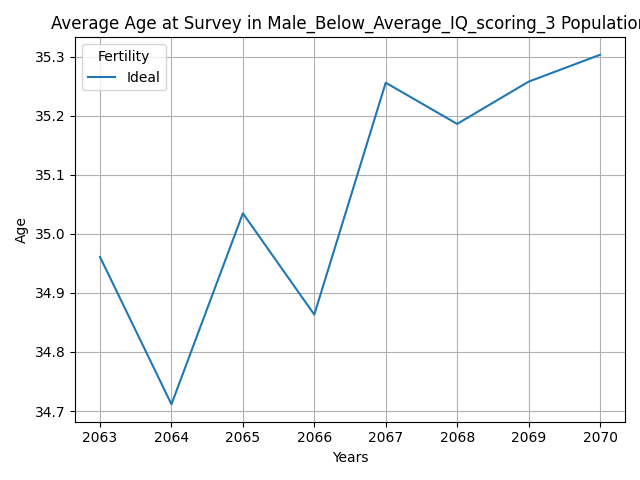 Average Age at Survey in Male_Below_Average_IQ_scoring_3 Population
Fertility
Ideal
35.3
35.2
35.1
35.0
34.9
34.8
34.7
Age
2063 2064 2065 2066 2067 2068 2069 2070
Years